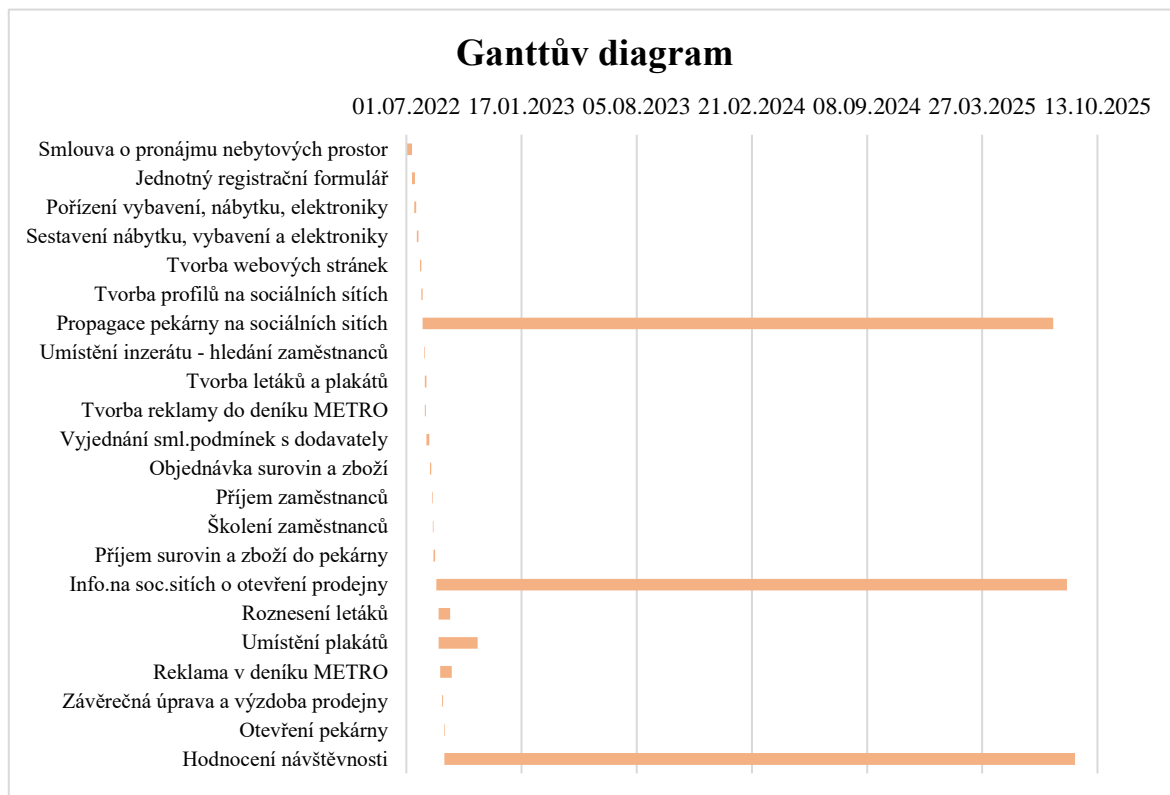 Ganttův diagram
01.07.2022 17.01.2023 05.08.2023 21.02.2024 08.09.2024 27.03.2025 13.10.2025
Smlouva o pronájmu nebytových prostor
Jednotný registrační formulář
Pořízení vybavení, nábytku, elektroniky
Sestavení nábytku, vybavení a elektroniky
Tvorba webových stránek
Tvorba profilů na sociálních sítích
Propagace pekárny na sociálních sitích
Umístění inzerátu - hledání zaměstnanců
Tvorba letáků a plakátů
Tvorba reklamy do deníku METRO
Vyjednání sml.podmínek s dodavately
Objednávka surovin a zboží
Příjem zaměstnanců
Školení zaměstnanců
Příjem surovin a zboží do pekárny
Info.na soc.sitích o otevření prodejny
Roznesení letáků
Umístění plakátů
Reklama v deníku METRO
Závěrečná úprava a výzdoba prodejny
Otevření pekárny
Hodnocení návštěvnosti